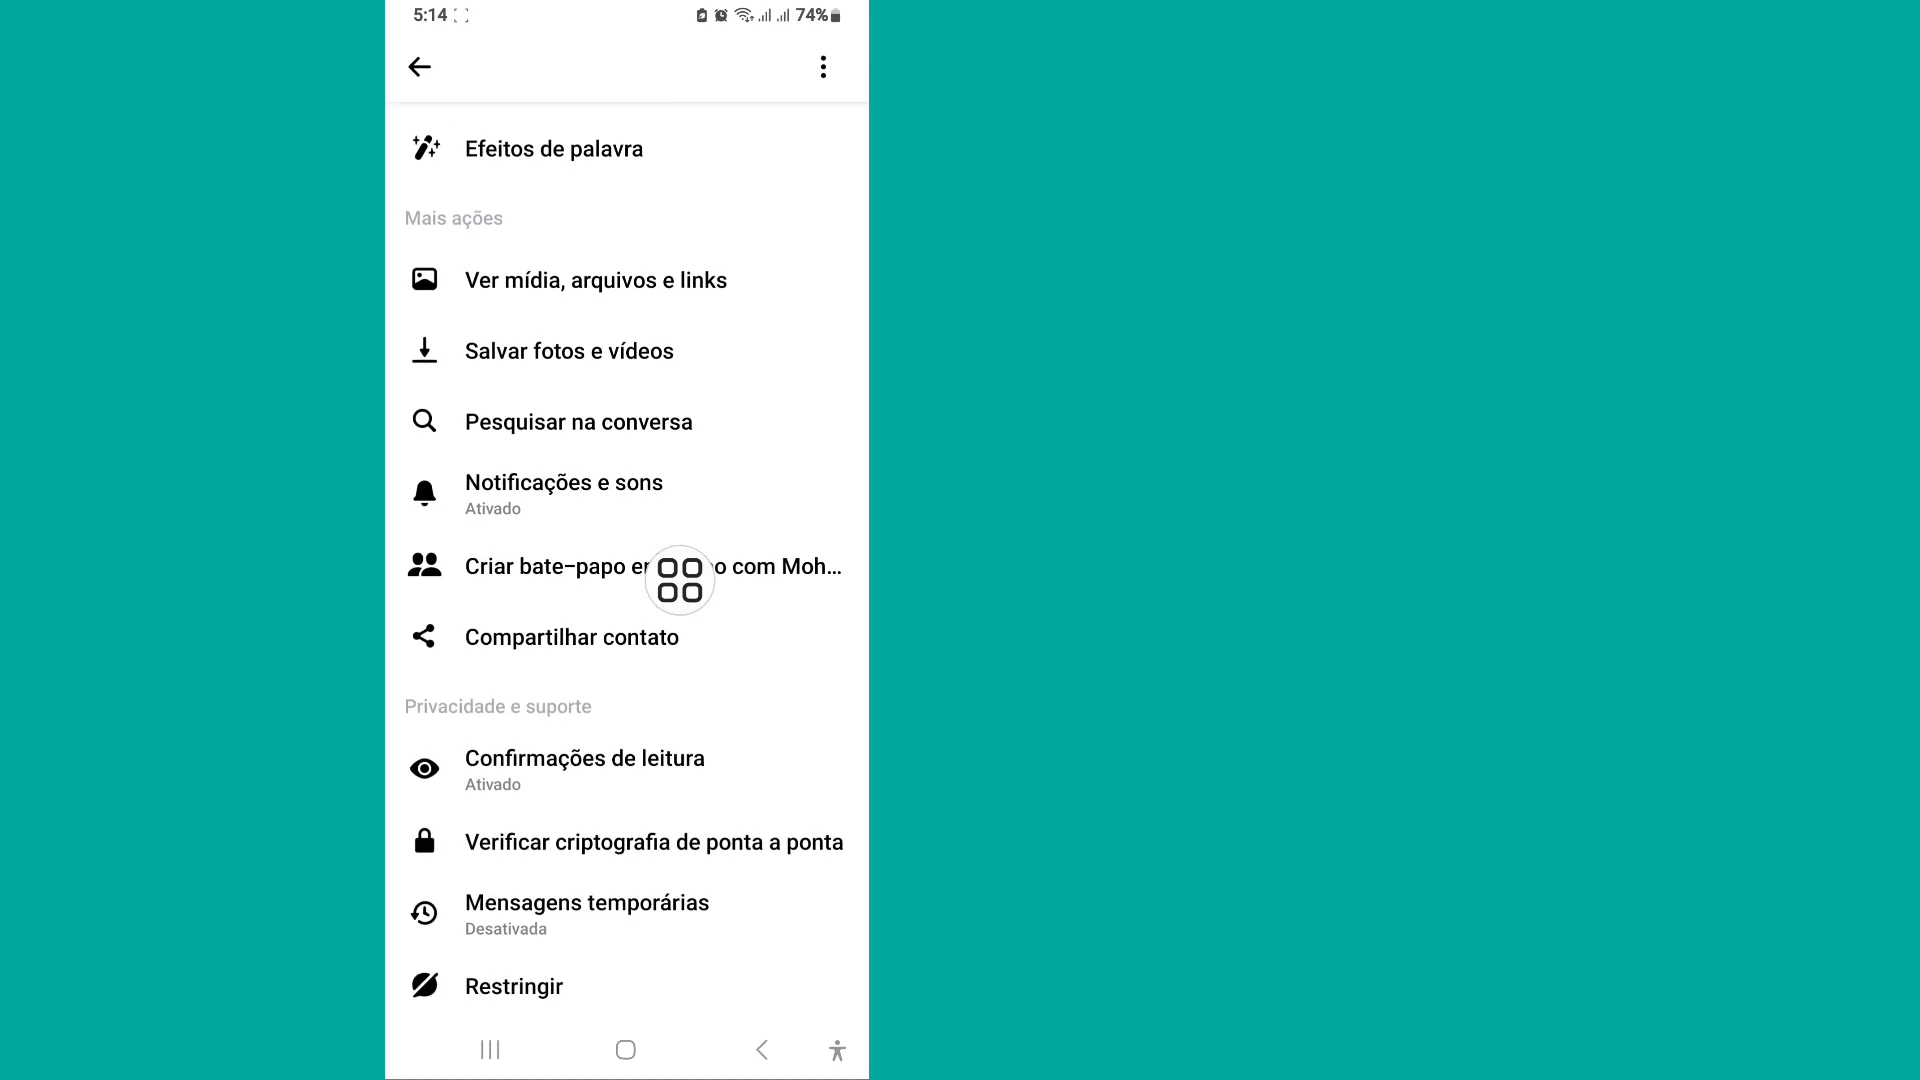 5:14
74%
Efeitos de palavra
Mais ações
Ver mídia, arquivos e links
Salvar fotos e vídeos
Pesquisar na conversa
Notificações e sons
Ativado
Criar bate-papo com Moh...
Compartilhar contato
Privacidade e suporte
Confirmações de leitura
Ativado
Verificar criptografia de ponta a ponta
Mensagens temporárias
Desativada
Restringir